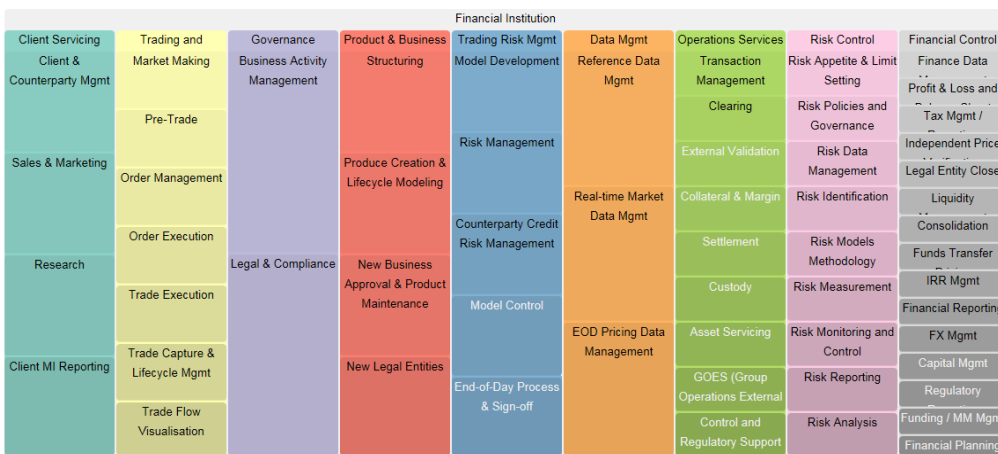 Financial Institution
Client Servicing
Client &
Counterparty Mgmt
Sales & Marketing
Research
Client MI Reporting
Trading and
Market Making
Pre-Trade
Order Management
Order Execution
Trade Execution
Trade Capture &
Lifecycle Mgmt
Trade Flow
Visualisation
Governance
Business Activity
Management
Legal & Compliance
Product & Business
Structuring
Produce Creation &
Lifecycle Modeling
New Business
Approval & Product
Maintenance
New Legal Entities
Trading Risk Mgmt
Model Development
Risk Management
Counterparty Credit
Risk Management
Model Control
End-of-Day Process
& Sign-off
Data Mgmt
Reference Data
Mgmt
Real-time Market
Data Mgmt
EOD Pricing Data
Management
Operations Services
Transaction
Management
Clearing
External Validation
Collateral & Margin
Settlement
Custody
Asset Servicing
GOES (Group
Operations External
Control and
Regulatory Support
Risk Control
Risk Appetite & Limit
Setting
Risk Policies and
Governance
Risk Data
Management
Risk Identification
Risk Models
Methodology
Risk Measurement
Risk Monitoring and
Control
Risk Reporting
Risk Analysis
Financial Control
Finance Data
Profit & Loss and
Tax Mgmt /
Independent Price
Legal Entity Close
Liquidity
Consolidation
Funds Transfer
IRR Mgmt
Financial Reporting
FX Mgmt
Capital Mgmt
Regulatory
Funding / MM Mgm
Financial Planning